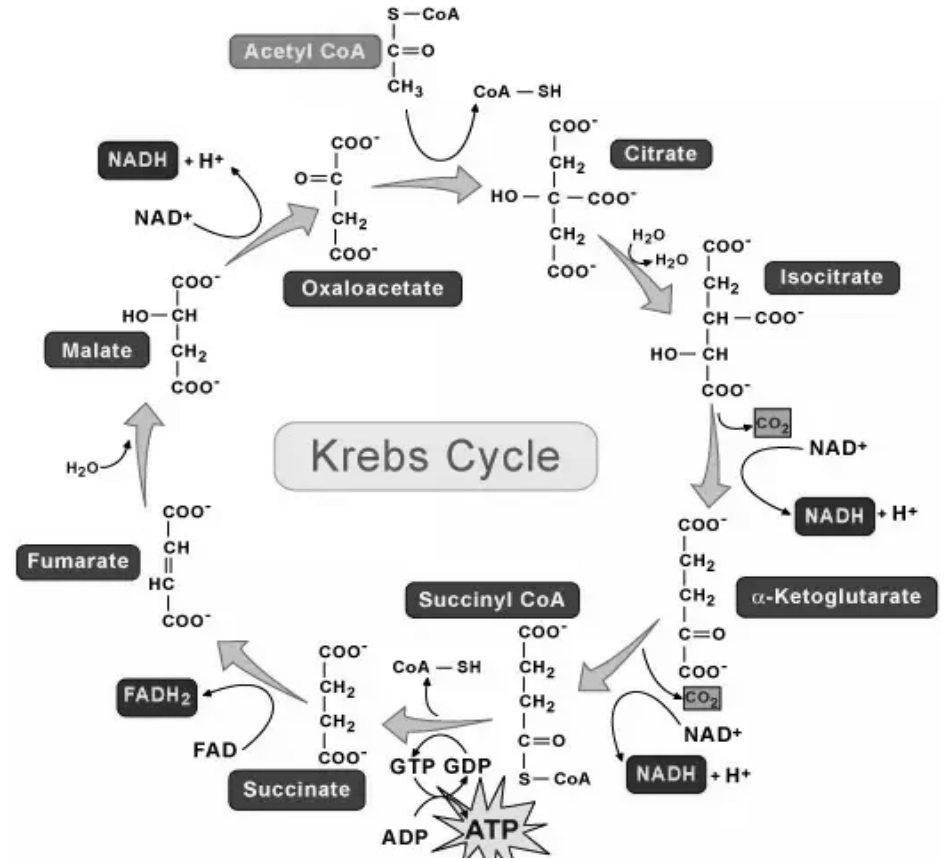 S — CoA
Acetyl CoA
C=O
CH₃
CoA — SH
COO⁻
O=C
CH₂
COO⁻
Oxaloacetate
COO⁻
CH₂
HO — C — COO⁻
CH₂
COO⁻
Citrate
H₂O
H₂O
COO⁻
CH₂
CH — COO⁻
HO — CH
COO⁻
Isocitrate
CO₂
NAD+
NADH + H+
COO⁻
CH₂
CH₂
C=O
COO⁻
α-Ketoglutarate
CO₂
NAD+
NADH + H+
Succinyl CoA
COO⁻
CH₂
CH₂
C=O
S — CoA
CoA — SH
GTP GDP
ADP
ATP
COO⁻
CH₂
CH₂
COO⁻
Succinate
FADH₂
FAD
COO⁻
CH
HC
COO⁻
Fumarate
H₂O
COO⁻
HO — CH
CH₂
COO⁻
Malate
NADH + H+
NAD+
Krebs Cycle